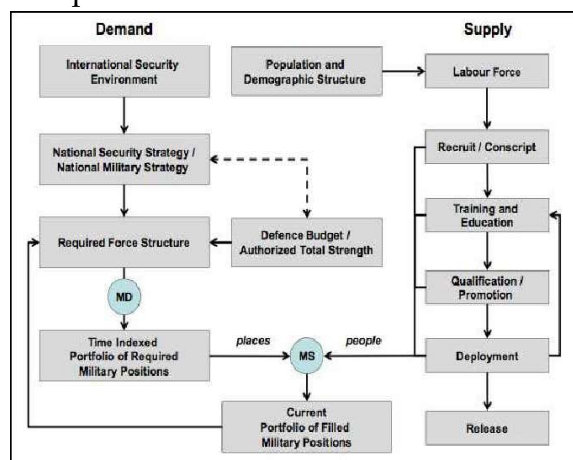 Demand
Supply
International Security
Environment
Population and
Demographic Structure
Labour Force
National Security Strategy /
National Military Strategy
Recruit / Conscript
Training and
Education
Required Force Structure
Defence Budget /
Authorized Total Strength
MD
Qualification /
Promotion
Time Indexed
Portfolio of Required
Military Positions
places
MS
people
Deployment
Current
Portfolio of Filled
Military Positions
Release